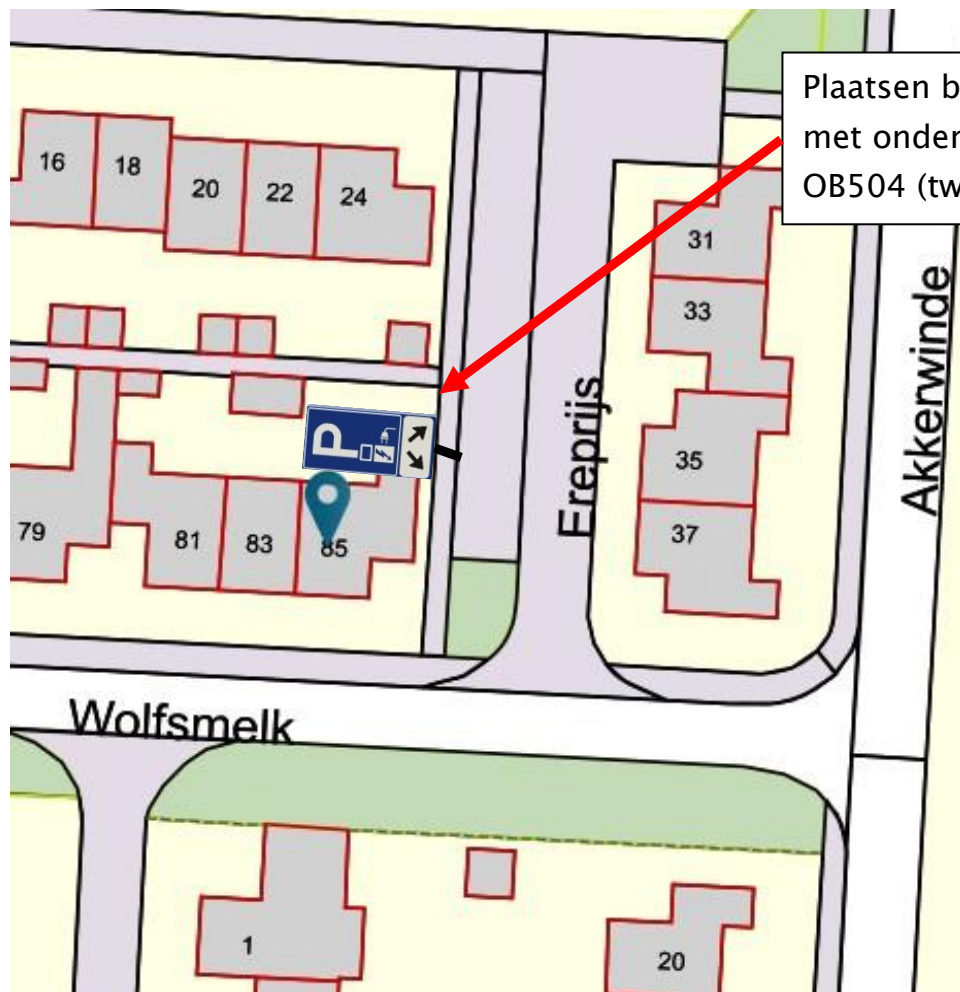 Plaatsen b
met onder
OB504 (tw
16
18
20
22
24
31
33
Akkerwinde
Ereprijs
P
35
79
81
83
85
37
Wolfsmelk
1
20